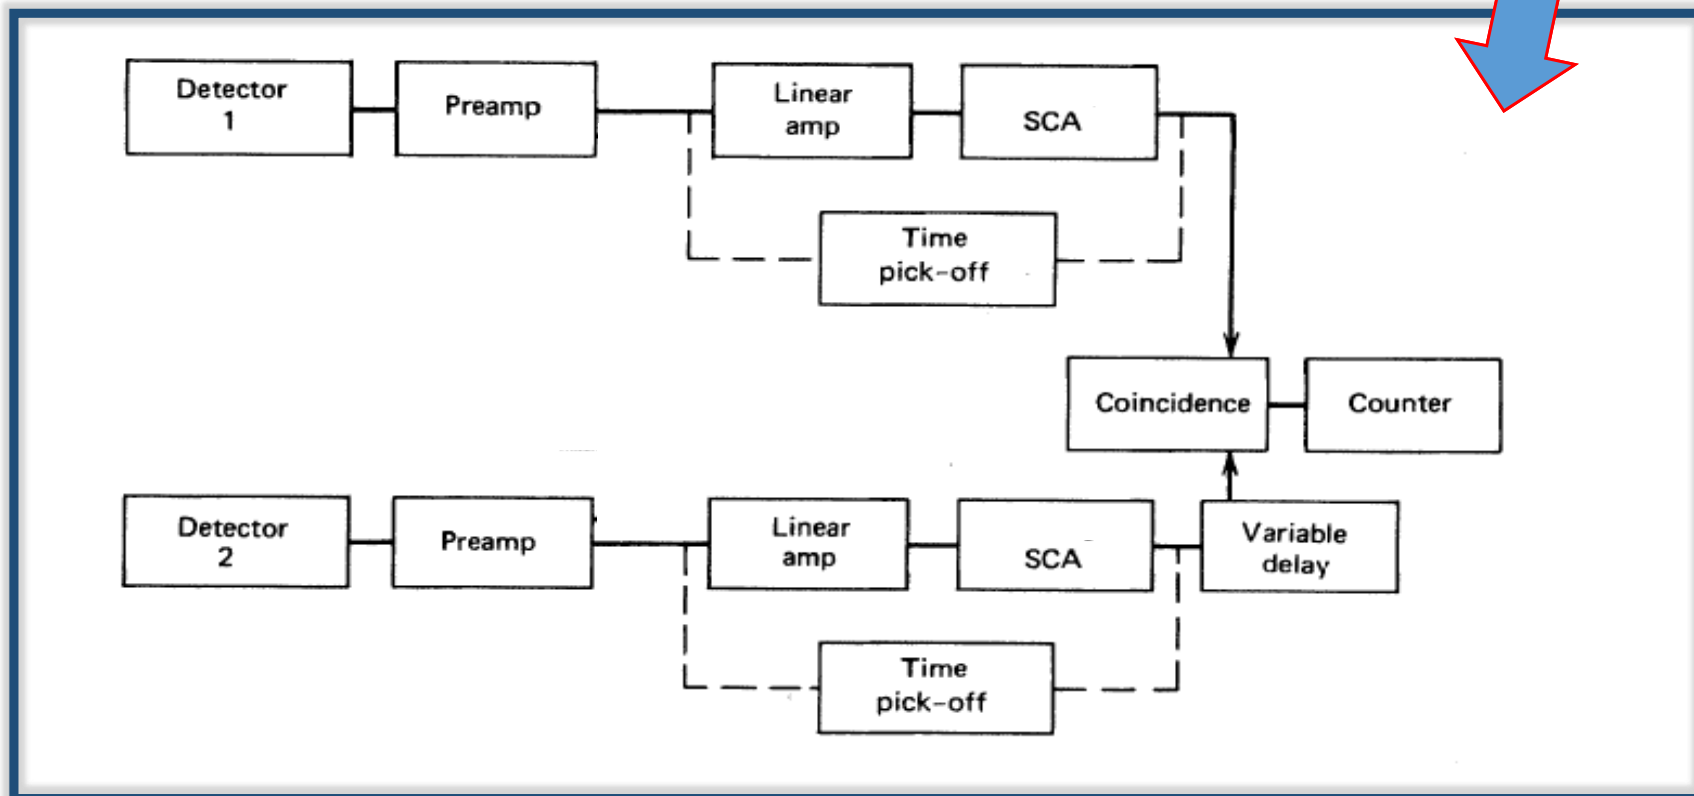 Detector
1
Preamp
Linear
amp
SCA
Time
pick-off
Coincidence
Counter
Detector
2
Preamp
Linear
amp
SCA
Variable
delay
Time
pick-off